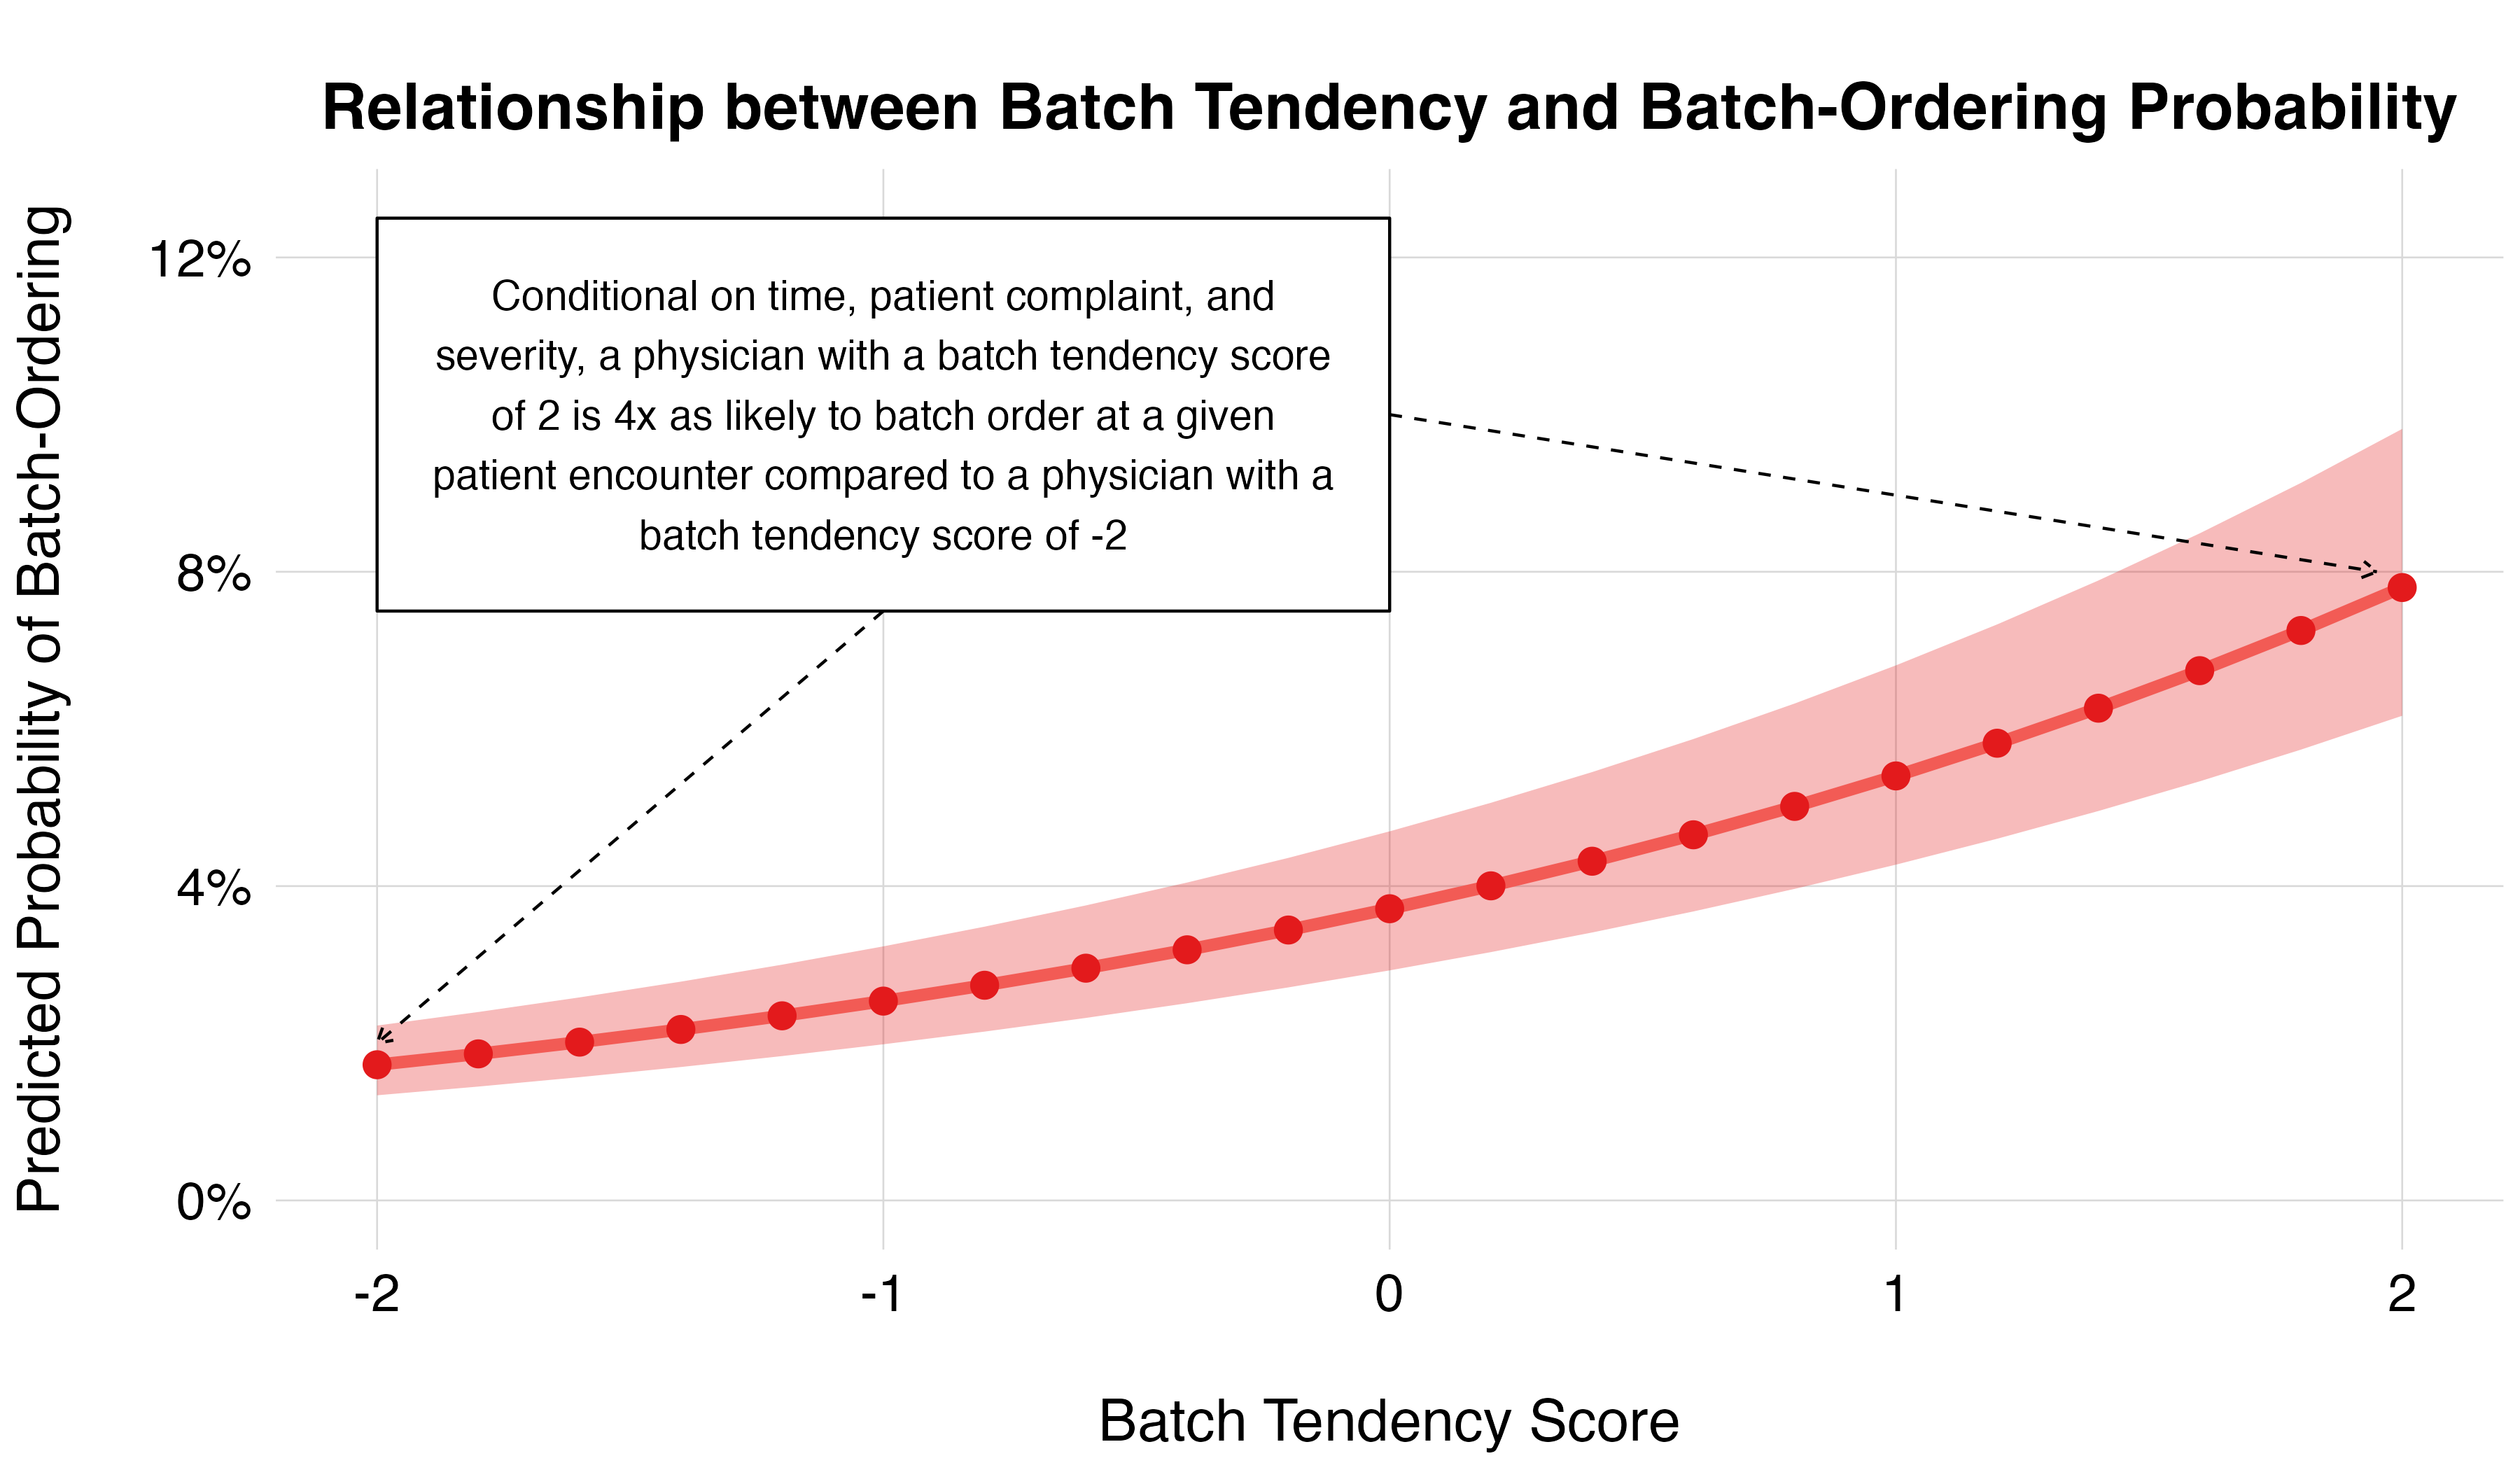 Relationship between Batch Tendency and Batch-Ordering Probability
Predicted Probability of Batch-Ordering
12%
8%
4%
0%
Conditional on time, patient complaint, and
severity, a physician with a batch tendency score
of 2 is 4x as likely to batch order at a given
patient encounter compared to a physician with a
batch tendency score of -2
-2
-1
0
1
2
Batch Tendency Score